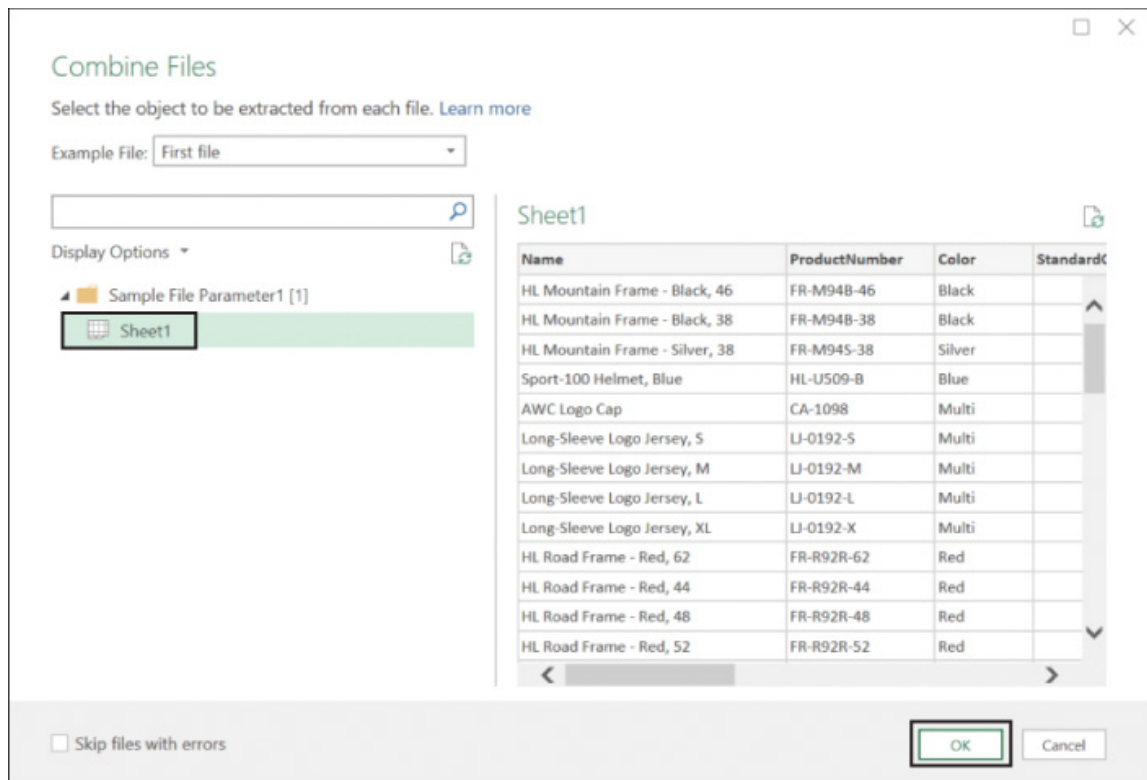 Combine Files
Select the object to be extracted from each file. Learn more
Example File: First file
Display Options
Sample File Parameter1 [1]
Sheet1
Sheet1
Name ProductNumber Color StandardC
HL Mountain Frame - Black, 46 FR-M94B-46 Black
HL Mountain Frame - Black, 38 FR-M94B-38 Black
HL Mountain Frame - Silver, 38 FR-M94S-38 Silver
Sport-100 Helmet, Blue HL-U509-B Blue
AWC Logo Cap CA-1098 Multi
Long-Sleeve Logo Jersey, S LJ-0192-S Multi
Long-Sleeve Logo Jersey, M LJ-0192-M Multi
Long-Sleeve Logo Jersey, L LJ-0192-L Multi
Long-Sleeve Logo Jersey, XL LJ-0192-X Multi
HL Road Frame - Red, 62 FR-R92R-62 Red
HL Road Frame - Red, 44 FR-R92R-44 Red
HL Road Frame - Red, 48 FR-R92R-48 Red
HL Road Frame - Red, 52 FR-R92R-52 Red
Skip files with errors
OK Cancel